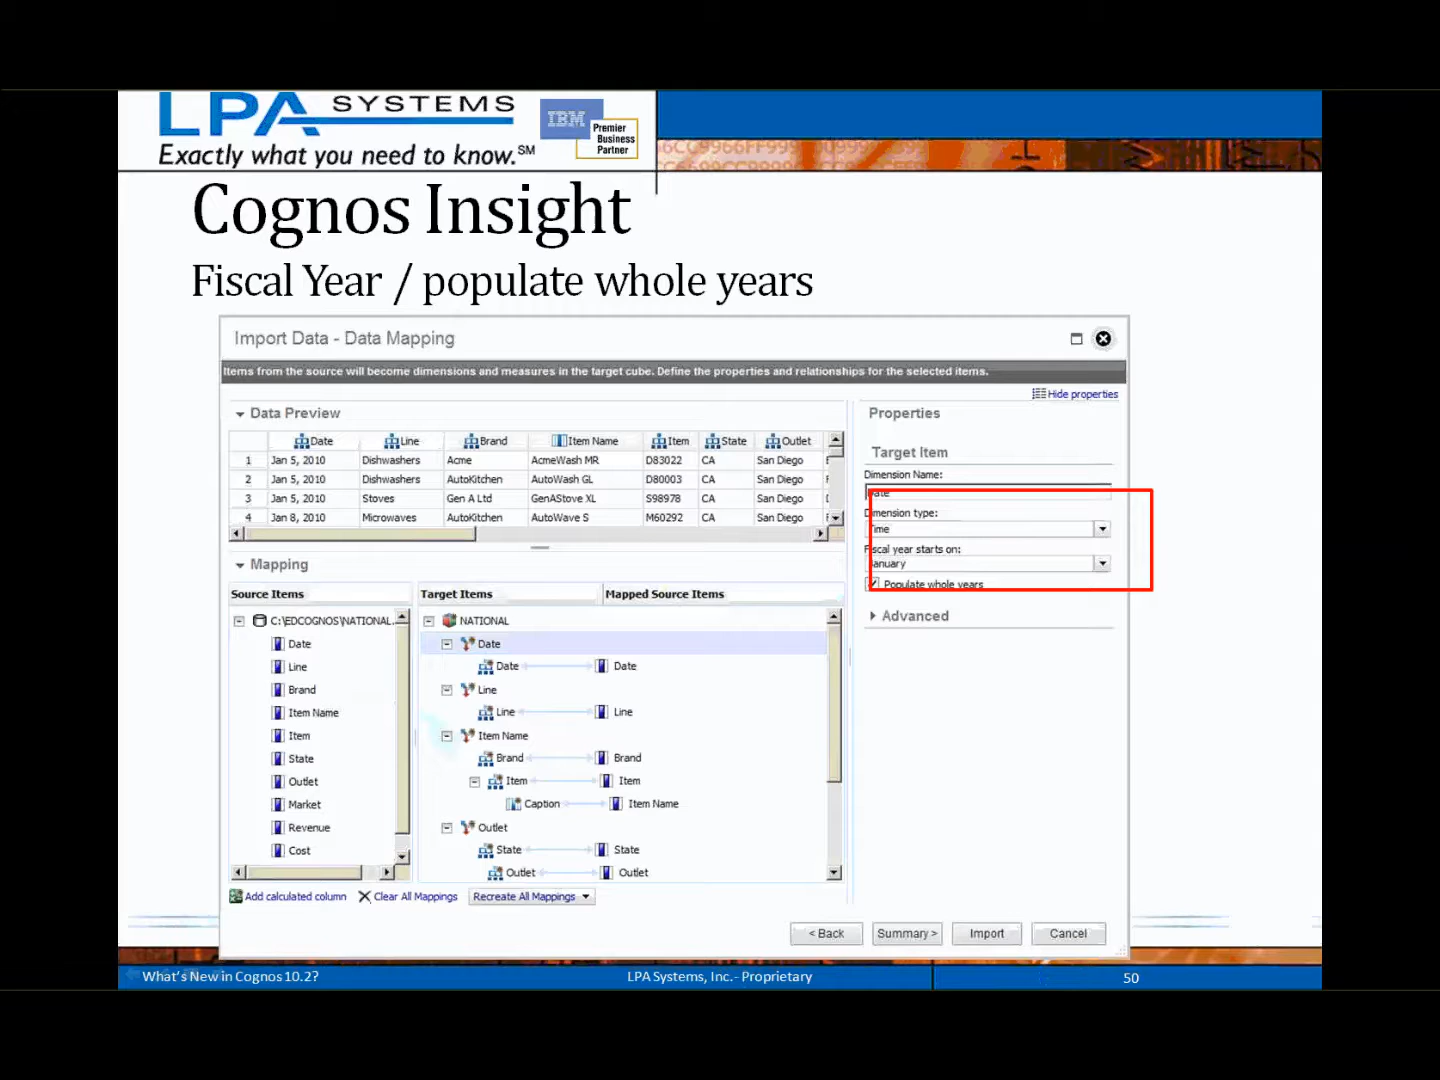 LPA SYSTEMS
IBM
Premier
Business
Partner
Exactly what you need to know.SM
Cognos Insight
Fiscal Year / populate whole years
Import Data - Data Mapping
Items from the source will become dimensions and measures in the target cube. Define the properties and relationships for the selected items.
Hide properties
Data Preview
Date Line Brand Item Name Item State Outlet
1 Jan 5, 2010 Dishwashers Acme AcmeWash MR D83022 CA San Diego
2 Jan 5, 2010 Dishwashers AutoKitchen AutoWash GL D80003 CA San Diego
3 Jan 5, 2010 Stoves Gen A Ltd GenAStove XL S98978 CA San Diego
4 Jan 8, 2010 Microwaves AutoKitchen AutoWave S M60292 CA San Diego
Properties
Target Item
Dimension Name:
Date
Dimension type:
Time
Fiscal year starts on:
January
Populate whole years
Advanced
Mapping
Source Items
C:\EDCOGNOS\NATIONAL.
Date
Line
Brand
Item Name
Item
State
Outlet
Market
Revenue
Cost
Target Items Mapped Source Items
NATIONAL
Date
Date Date
Line
Line Line
Item Name
Brand Brand
Item Item
Caption Item Name
Outlet
State State
Outlet Outlet
Add calculated column Clear All Mappings Recreate All Mappings
< Back Summary > Import Cancel
What's New in Cognos 10.2? LPA Systems, Inc. - Proprietary 50